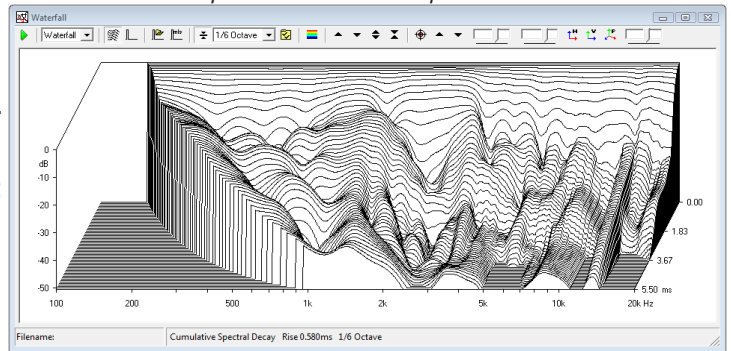 Waterfall
Waterfall 1/6 Octave
0
dB
-10
-20
-30
-40
-50
0.00
1.83
3.67
5.50 ms
100 200 500 1k 2k 5k 10k 20k Hz
Filename: Cumulative Spectral Decay Rise 0.580ms 1/6 Octave